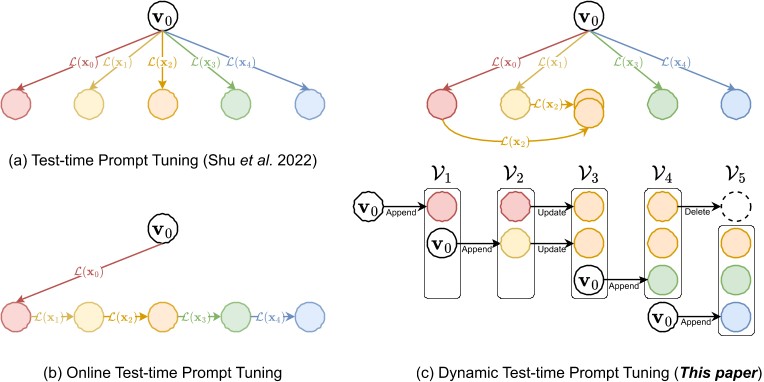 v₀
ℒ(x₀) ℒ(x₁) ℒ(x₂) ℒ(x₃) ℒ(x₄)
(a) Test-time Prompt Tuning (Shu et al. 2022)
v₀
ℒ(x₀)
ℒ(x₁) ℒ(x₂) ℒ(x₃) ℒ(x₄)
(b) Online Test-time Prompt Tuning
v₀
ℒ(x₀) ℒ(x₁) ℒ(x₃) ℒ(x₄)
ℒ(x₂)
ℒ(x₂)
𝒱₁ 𝒱₂ 𝒱₃ 𝒱₄ 𝒱₅
v₀ Append Update Delete
v₀ Append Update
v₀ Append
v₀ Append
(c) Dynamic Test-time Prompt Tuning (This paper)